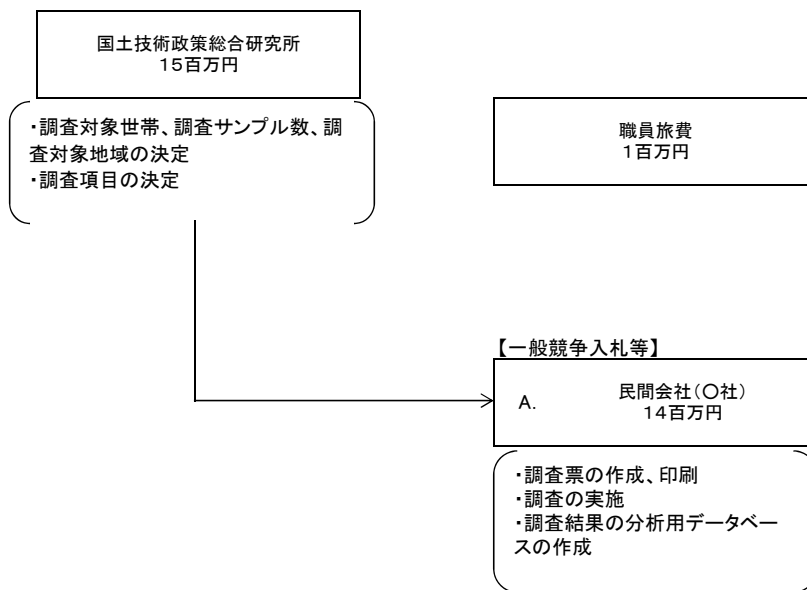 国土技術政策総合研究所
15百万円
・調査対象世帯、調査サンプル数、調
査対象地域の決定
・調査項目の決定
職員旅費
1百万円
【一般競争入札等】
A.　民間会社(〇社)
14百万円
・調査票の作成、印刷
・調査の実施
・調査結果の分析用データベー
スの作成